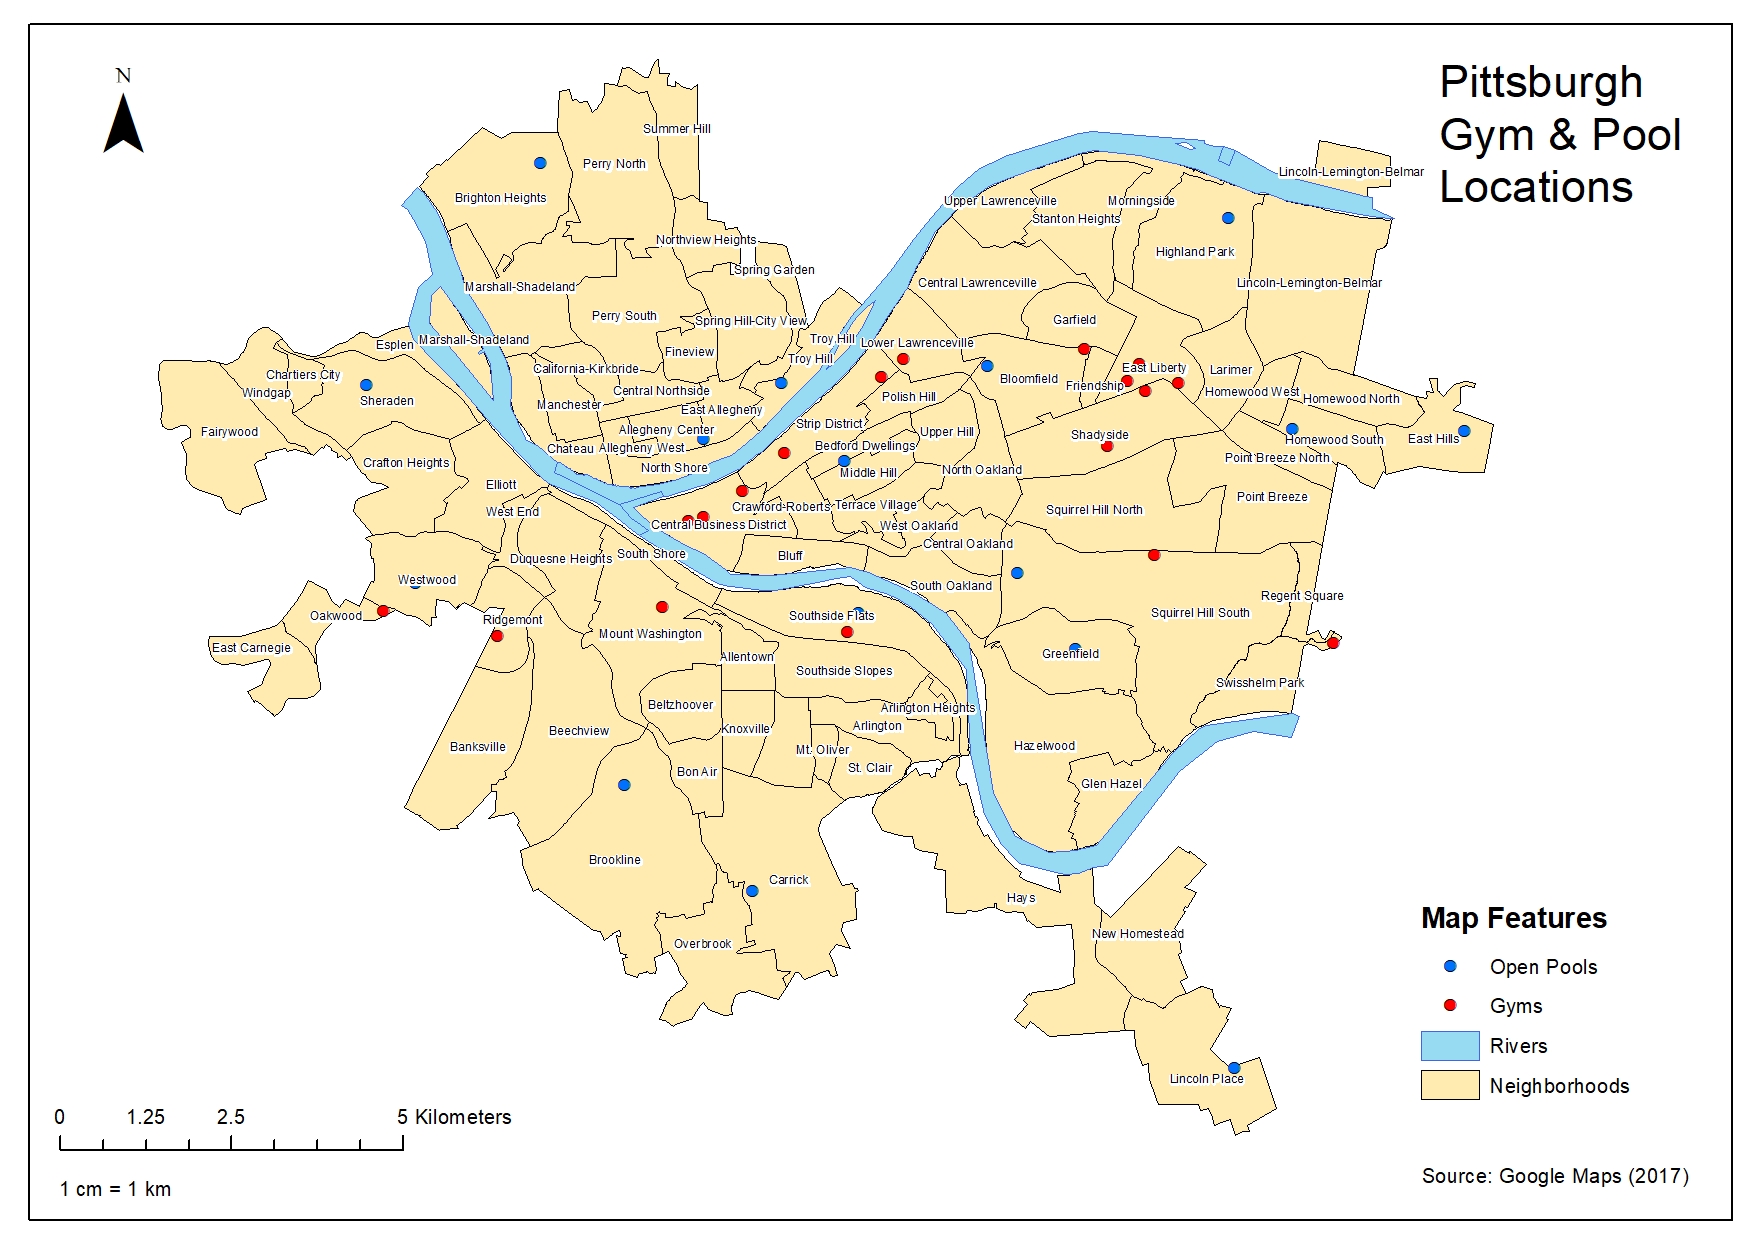 Pittsburgh
Gym & Pool
Locations
N
Summer Hill
Perry North
Lincoln-Lemington-Belmar
Brighton Heights
Upper Lawrenceville
Morningside
Stanton Heights
Northview Heights
Highland Park
Spring Garden
Marshall-Shadeland
Central Lawrenceville
Lincoln-Lemington-Belmar
Perry South
Spring Hill-City View
Garfield
Marshall-Shadeland
Troy Hill
Lower Lawrenceville
Esplen
Fineview
Troy Hill
California-Kirkbride
East Liberty
Larimer
Chartiers City
Bloomfield
Friendship
Windgap
Central Northside
Homewood West
Sheraden
Polish Hill
Homewood North
Manchester
East Allegheny
Strip District
Fairywood
Allegheny Center
Upper Hill
Shadyside
Homewood South
East Hills
Chateau
Allegheny West
Bedford Dwellings
Crafton Heights
North Shore
Middle Hill
North Oakland
Point Breeze North
Elliott
Point Breeze
West End
Crawford-Roberts
Terrace Village
Squirrel Hill North
Central Business District
West Oakland
Duquesne Heights
South Shore
Bluff
Central Oakland
Westwood
South Oakland
Regent Square
Oakwood
Ridgemont
Southside Flats
Squirrel Hill South
East Carnegie
Mount Washington
Allentown
Greenfield
Southside Slopes
Swisshelm Park
Beltzhoover
Arlington Heights
Banksville
Beechview
Knoxville
Arlington
Mt. Oliver
Hazelwood
Bon Air
St. Clair
Glen Hazel
Brookline
Carrick
Hays
Overbrook
New Homestead
Lincoln Place
Map Features
Open Pools
Gyms
Rivers
Neighborhoods
0 1.25 2.5 5 Kilometers
1 cm = 1 km
Source: Google Maps (2017)